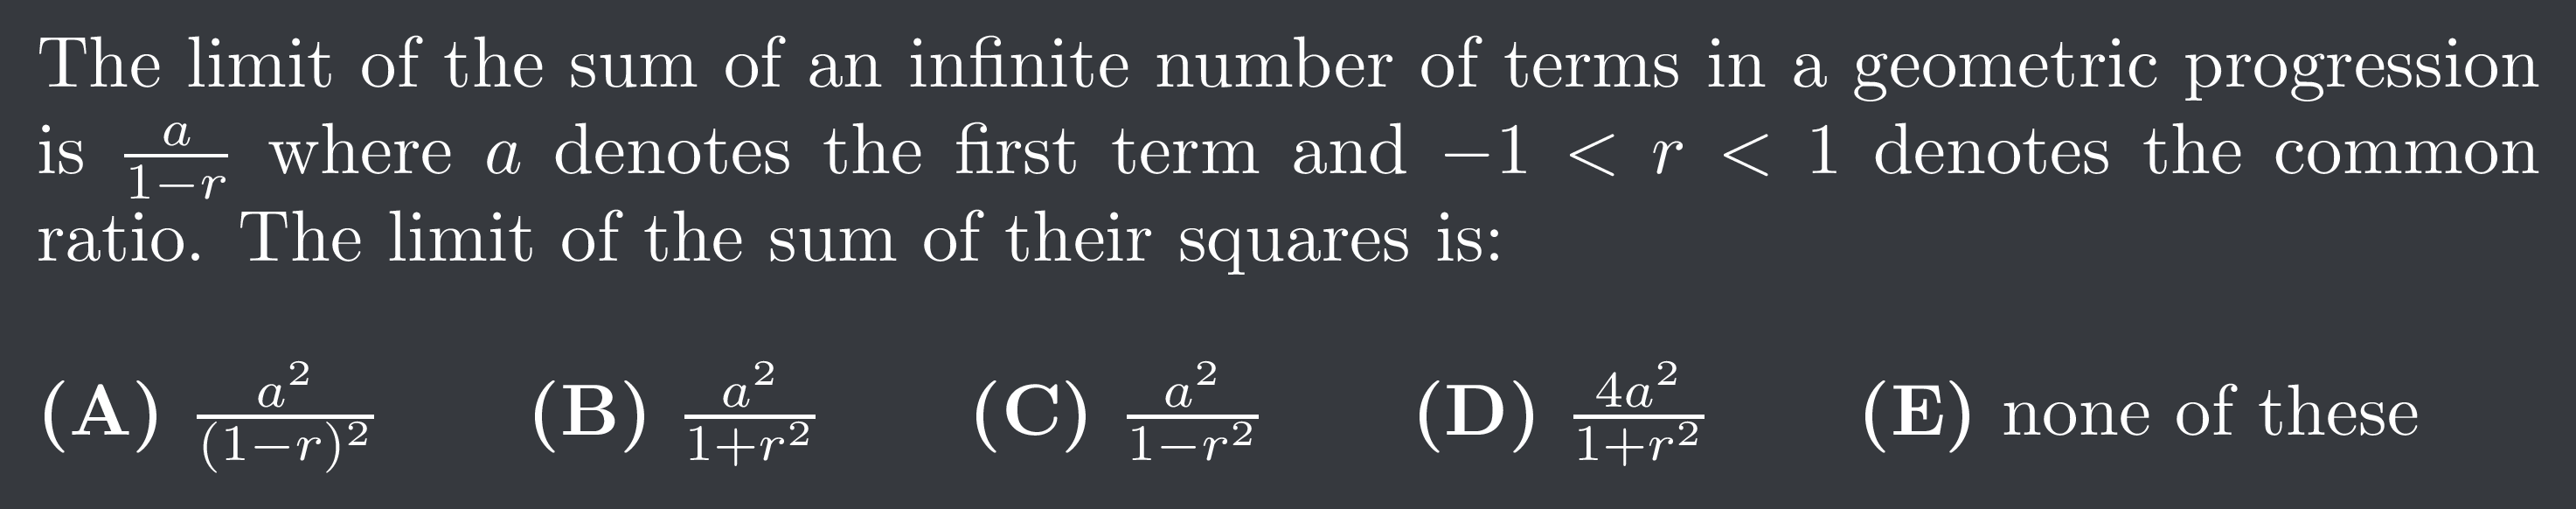 The limit of the sum of an infinite number of terms in a geometric progression
is $\frac{a}{1-r}$ where $a$ denotes the first term and $-1 < r < 1$ denotes the common
ratio. The limit of the sum of their squares is:
(A) $\frac{a^2}{(1-r)^2}$ (B) $\frac{a^2}{1+r^2}$ (C) $\frac{a^2}{1-r^2}$ (D) $\frac{4a^2}{1+r^2}$ (E) none of these